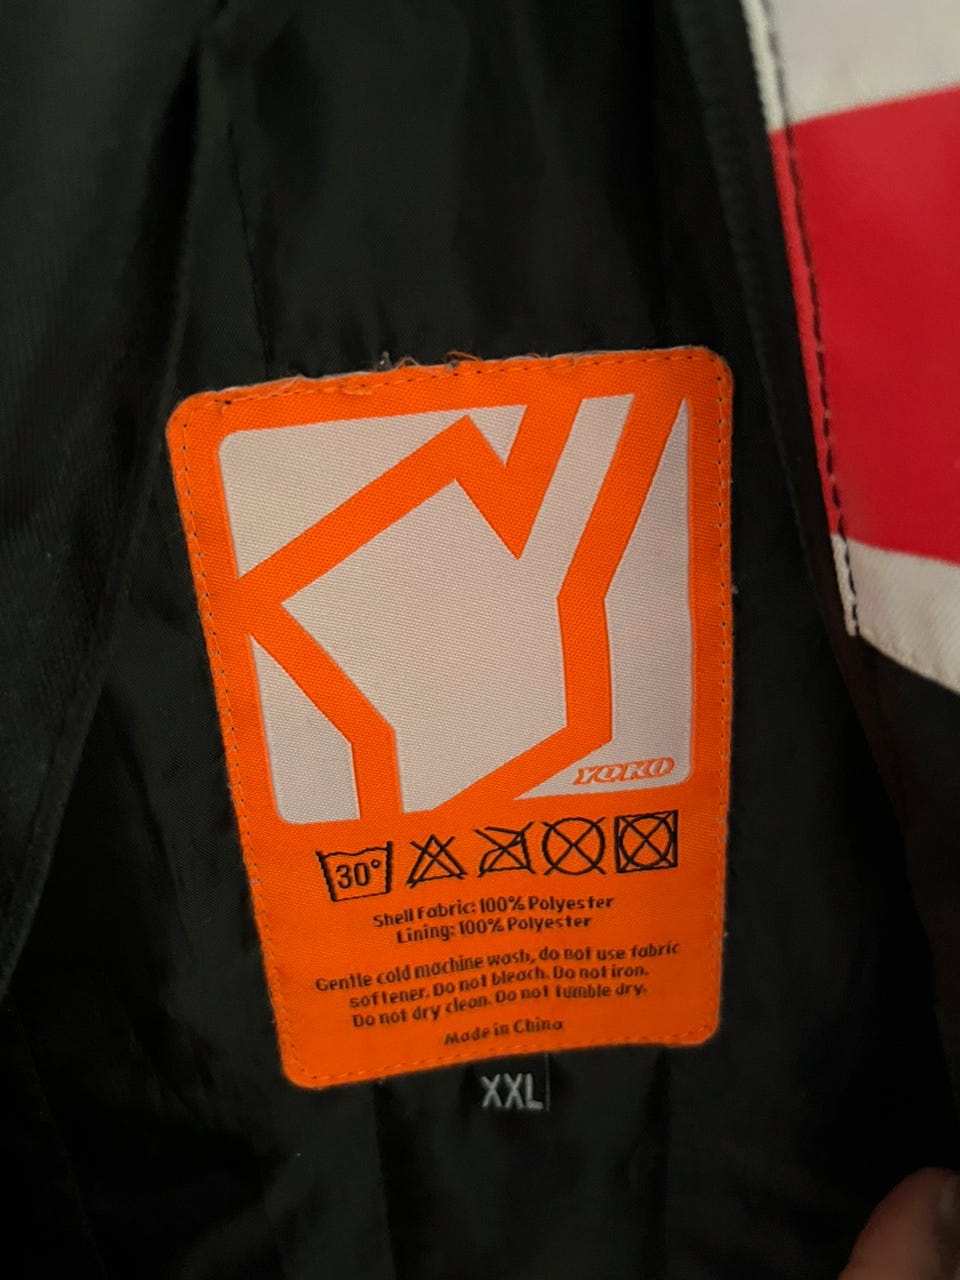 YOKO
30°
Shell Fabric: 100% Polyester
Lining: 100% Polyester
Gentle cold machine wash, do not use fabric
softener. Do not bleach. Do not iron.
Do not dry clean. Do not tumble dry.
Made in China
XXL